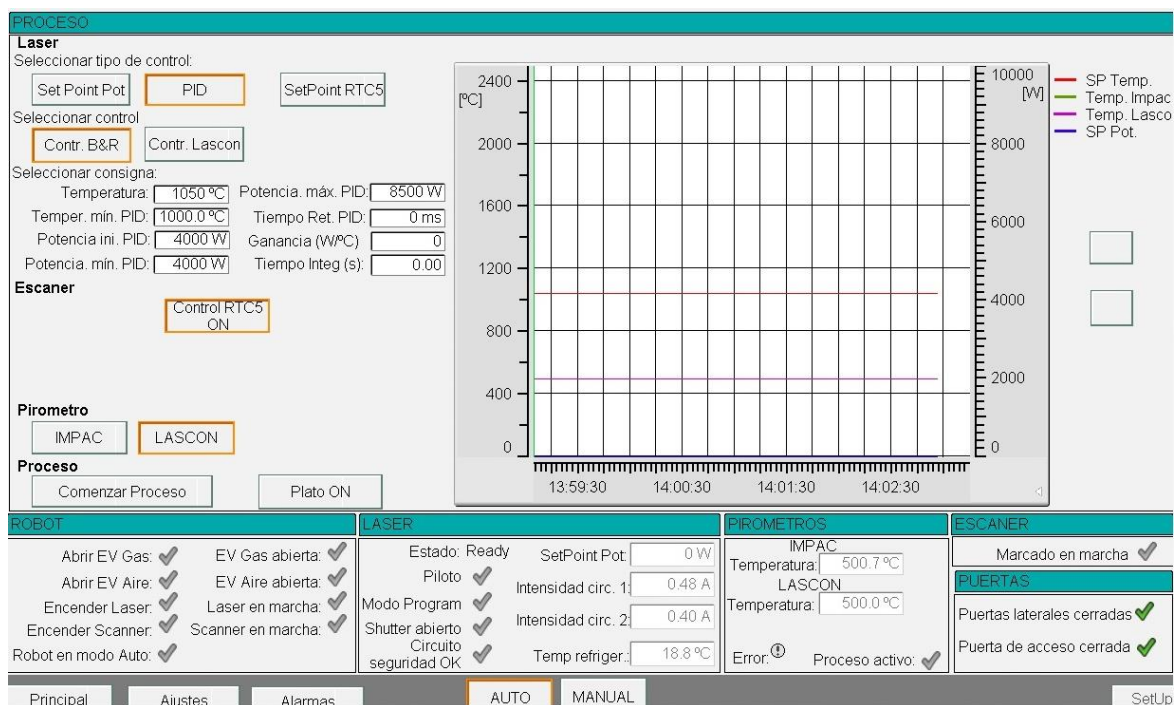 PROCESO
Laser
Seleccionar tipo de control:
Set Point Pot
PID
SetPoint RTC5
Seleccionar control
Contr. B&R
Contr. Lascon
Seleccionar consigna:
Temperatura: 1050 ºC Potencia. máx. PID: 8500 W
Temper. mín. PID: 1000.0 ºC Tiempo Ret. PID: 0 ms
Potencia ini. PID: 4000 W Ganancia (W/ºC) 0
Potencia. mín. PID: 4000 W Tiempo Integ (s): 0.00
Escaner
Control RTC5
ON
Pirometro
IMPAC
LASCON
Proceso
Comenzar Proceso
Plato ON
[ºC]
2400
2000
1600
1200
800
400
0
10000
[W]
8000
6000
4000
2000
0
13:59:30 14:00:30 14:01:30 14:02:30
SP Temp.
Temp. Impac
Temp. Lasco
SP Pot.
ROBOT
Abrir EV Gas: EV Gas abierta:
Abrir EV Aire: EV Aire abierta:
Encender Laser: Laser en marcha:
Encender Scanner: Scanner en marcha:
Robot en modo Auto:
LASER
Estado: Ready SetPoint Pot: 0 W
Piloto Intensidad circ. 1: 0.48 A
Modo Program
Shutter abierto Intensidad circ. 2: 0.40 A
Circuito
seguridad OK Temp refriger.: 18.8 ºC
PIROMETROS
IMPAC
Temperatura: 500.7 ºC
LASCON
Temperatura: 500.0 ºC
Error: Proceso activo:
ESCANER
Marcado en marcha
PUERTAS
Puertas laterales cerradas
Puerta de acceso cerrada
Principal
Ajustes
Alarmas
AUTO
MANUAL
SetUp